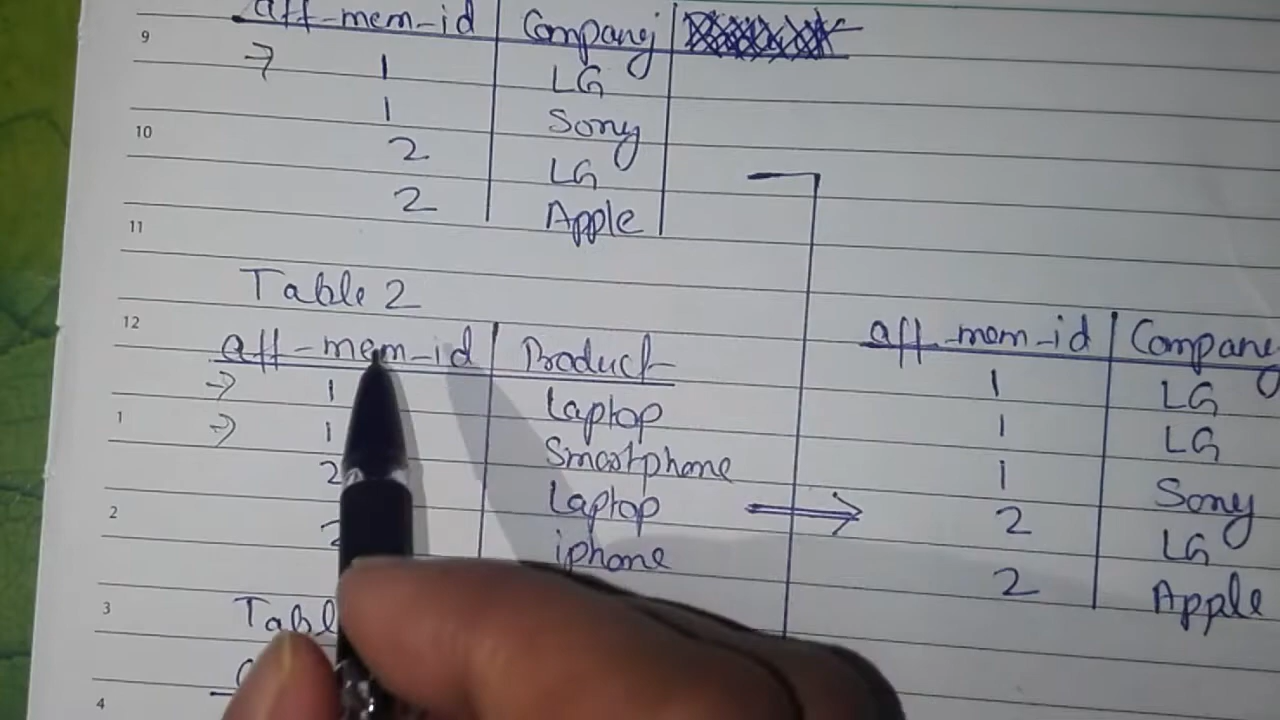 9
aff-mem-id Company
1 LG
1 Sony
10
2 LG
2 Apple
11
Table 2
12
aff-mem-id Product
1 Laptop
1
1 Smartphone
2 Laptop
2
2 iphone
3
4
aff-mem-id Company
1 LG
1 LG
1 Sony
2 LG
2 Apple